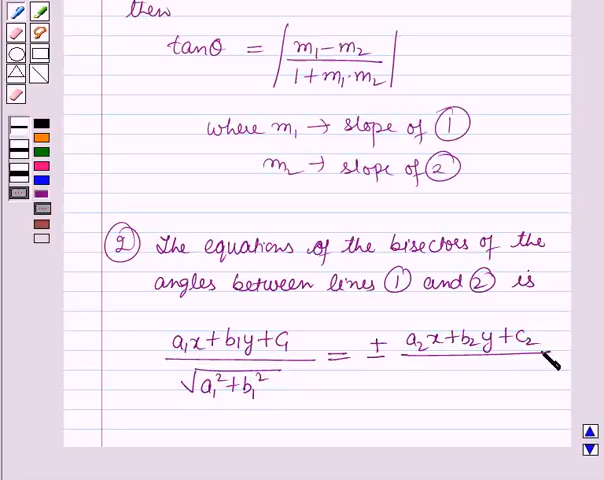 then
tanθ = | m₁ - m₂ / 1 + m₁·m₂ |
where m₁ → slope of ①
m₂ → slope of ②
② The equations of the bisectors of the
angles between lines ① and ② is
a₁x + b₁y + C₁ / √a₁² + b₁² = ± a₂x + b₂y + C₂